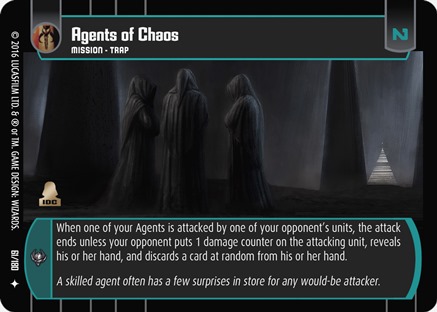 Agents of Chaos
MISSION - TRAP
N
IDC
When one of your Agents is attacked by one of your opponent's units, the attack
ends unless your opponent puts 1 damage counter on the attacking unit, reveals
his or her hand, and discards a card at random from his or her hand.
A skilled agent often has a few surprises in store for any would-be attacker.
© 2016 LUCASFILM LTD. & ® or TM. GAME DESIGN: WIZARDS.